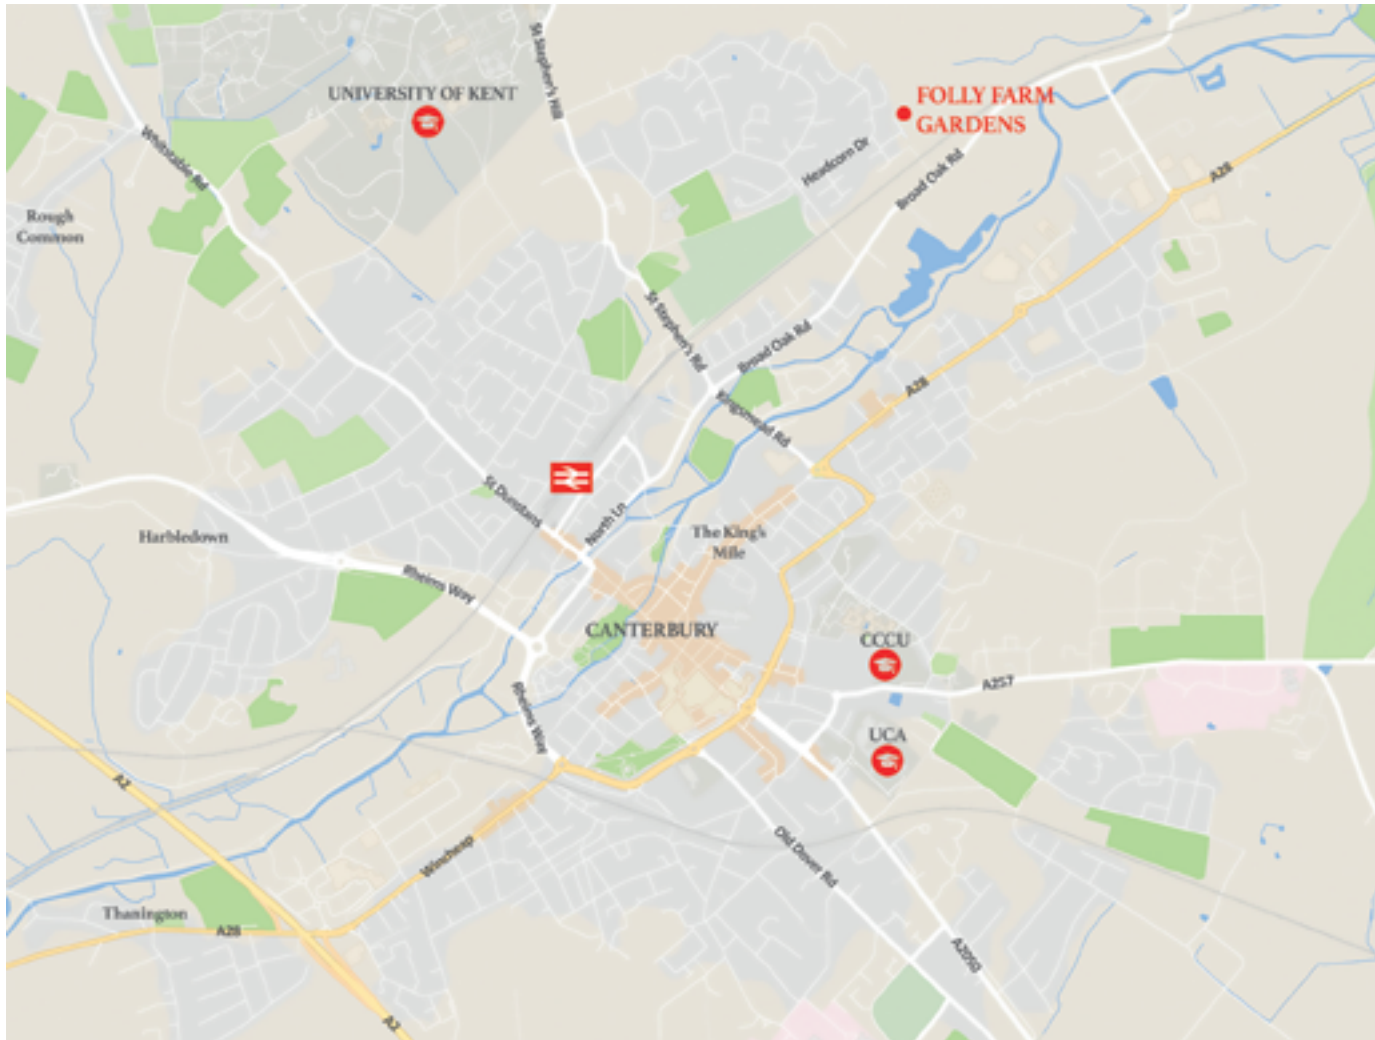 St Stephen's Hill
UNIVERSITY OF KENT
FOLLY FARM
GARDENS
Whitstable Rd
Headcorn Dr
Broad Oak Rd
A28
Rough
Common
St Stephen's Rd
Broad Oak Rd
A28
Kingsmead Rd
St Dunstans
North Ln
The King's
Mile
Harbledown
Rheims Way
CANTERBURY
CCCU
A257
Rheims Way
UCA
A2
Wincheap
Old Dover Rd
Thanington
A28
A2050
A2